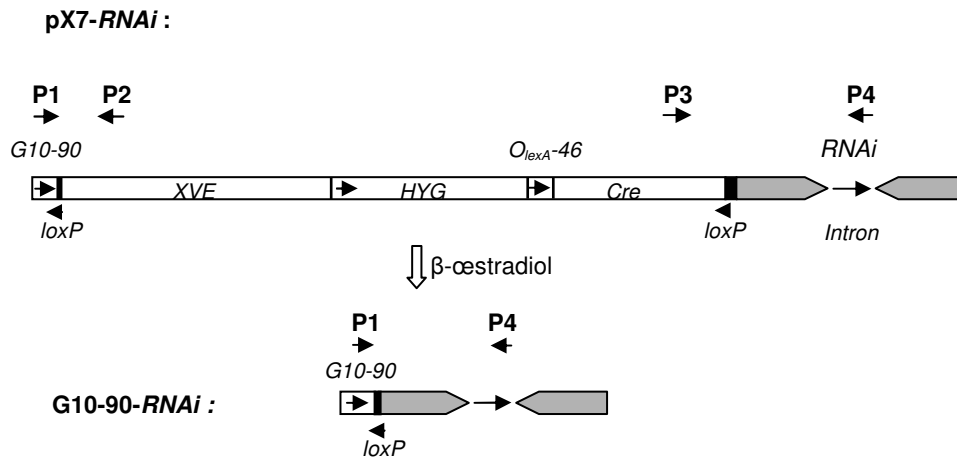 pX7-RNAi :
P1 P2 P3 P4
G10-90 OlexA-46 RNAi
XVE HYG Cre
loxP loxP Intron
β-œstradiol
P1 P4
G10-90
G10-90-RNAi :
loxP